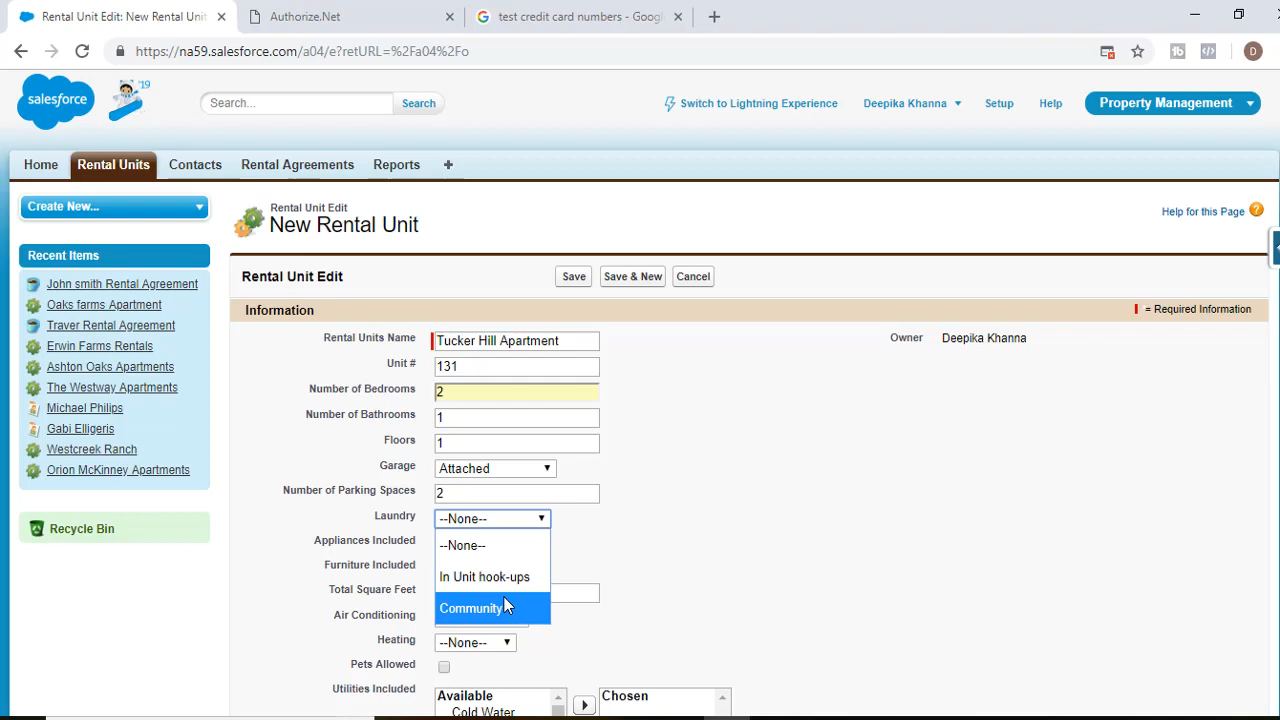 Rental Unit Edit: New Rental Unit
Authorize.Net
test credit card numbers - Google
https://na59.salesforce.com/a04/e?retURL=%2Fa04%2Fo
D
salesforce
'19
Search...
Search
Switch to Lightning Experience
Deepika Khanna
Setup
Help
Property Management
Home
Rental Units
Contacts
Rental Agreements
Reports
Create New...
Recent Items
John smith Rental Agreement
Oaks farms Apartment
Traver Rental Agreement
Erwin Farms Rentals
Ashton Oaks Apartments
The Westway Apartments
Michael Philips
Gabi Elligeris
Westcreek Ranch
Orion McKinney Apartments
Recycle Bin
Rental Unit Edit
New Rental Unit
Help for this Page
Rental Unit Edit
Save
Save & New
Cancel
Information
= Required Information
Rental Units Name Tucker Hill Apartment
Owner Deepika Khanna
Unit # 131
Number of Bedrooms 2
Number of Bathrooms 1
Floors 1
Garage Attached
Number of Parking Spaces 2
Laundry --None--
--None--
In Unit hook-ups
Community
Appliances Included
Furniture Included
Total Square Feet
Air Conditioning
Heating --None--
Pets Allowed
Utilities Included
Available
Cold Water
Chosen